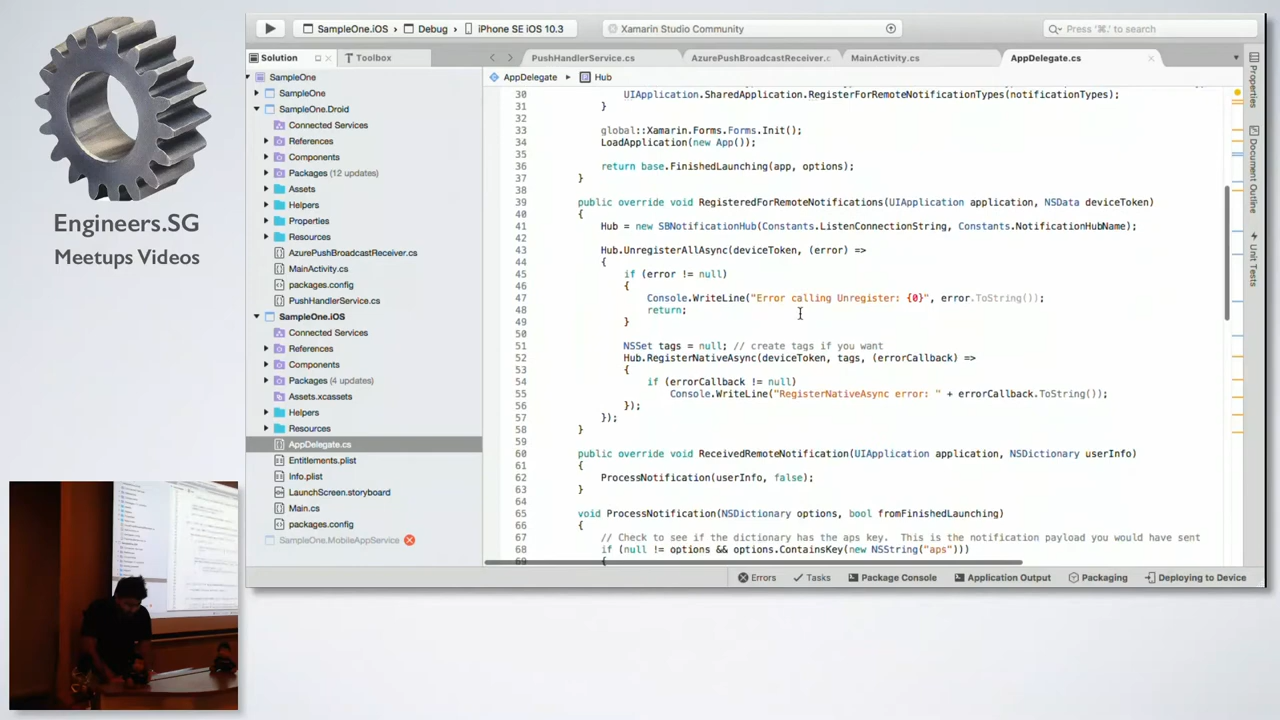 SampleOne.iOS
Debug
iPhone SE iOS 10.3
Xamarin Studio Community
Press '⌘.' to search
Solution
Toolbox
PushHandlerService.cs
AzurePushBroadcastReceiver.c
MainActivity.cs
AppDelegate.cs
AppDelegate
Hub
SampleOne
SampleOne
SampleOne.Droid
Connected Services
References
Components
Packages (12 updates)
Assets
Helpers
Properties
Resources
AzurePushBroadcastReceiver.cs
MainActivity.cs
packages.config
PushHandlerService.cs
SampleOne.iOS
Connected Services
References
Components
Packages (4 updates)
Assets.xcassets
Helpers
Resources
AppDelegate.cs
Entitlements.plist
Info.plist
LaunchScreen.storyboard
Main.cs
packages.config
SampleOne.MobileAppService
30 UIApplication.SharedApplication.RegisterForRemoteNotificationTypes(notificationTypes);
31 }
32
33 global::Xamarin.Forms.Forms.Init();
34 LoadApplication(new App());
35
36 return base.FinishedLaunching(app, options);
37 }
38
39 public override void RegisteredForRemoteNotifications(UIApplication application, NSData deviceToken)
40 {
41 Hub = new SBNotificationHub(Constants.ListenConnectionString, Constants.NotificationHubName);
42
43 Hub.UnregisterAllAsync(deviceToken, (error) =>
44 {
45 if (error != null)
46 {
47 Console.WriteLine("Error calling Unregister: {0}", error.ToString());
48 return;
49 }
50
51 NSSet tags = null; // create tags if you want
52 Hub.RegisterNativeAsync(deviceToken, tags, (errorCallback) =>
53 {
54 if (errorCallback != null)
55 Console.WriteLine("RegisterNativeAsync error: " + errorCallback.ToString());
56 });
57 });
58 }
59
60 public override void ReceivedRemoteNotification(UIApplication application, NSDictionary userInfo)
61 {
62 ProcessNotification(userInfo, false);
63 }
64
65 void ProcessNotification(NSDictionary options, bool fromFinishedLaunching)
66 {
67 // Check to see if the dictionary has the aps key. This is the notification payload you would have sent
68 if (null != options && options.ContainsKey(new NSString("aps")))
69 {
Properties
Document Outline
Unit Tests
Errors
Tasks
Package Console
Application Output
Packaging
Deploying to Device
Engineers.SG
Meetups Videos